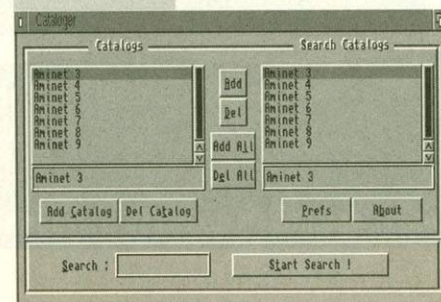 Cataloger
Catalogs
Search Catalogs
Aminet 3
Aminet 4
Aminet 5
Aminet 6
Aminet 7
Aminet 8
Aminet 9
Aminet 3
Add
Del
Add All
Del All
Aminet 3
Aminet 4
Aminet 5
Aminet 6
Aminet 7
Aminet 8
Aminet 9
Aminet 3
Add Catalog
Del Catalog
Prefs
About
Search :
Start Search !